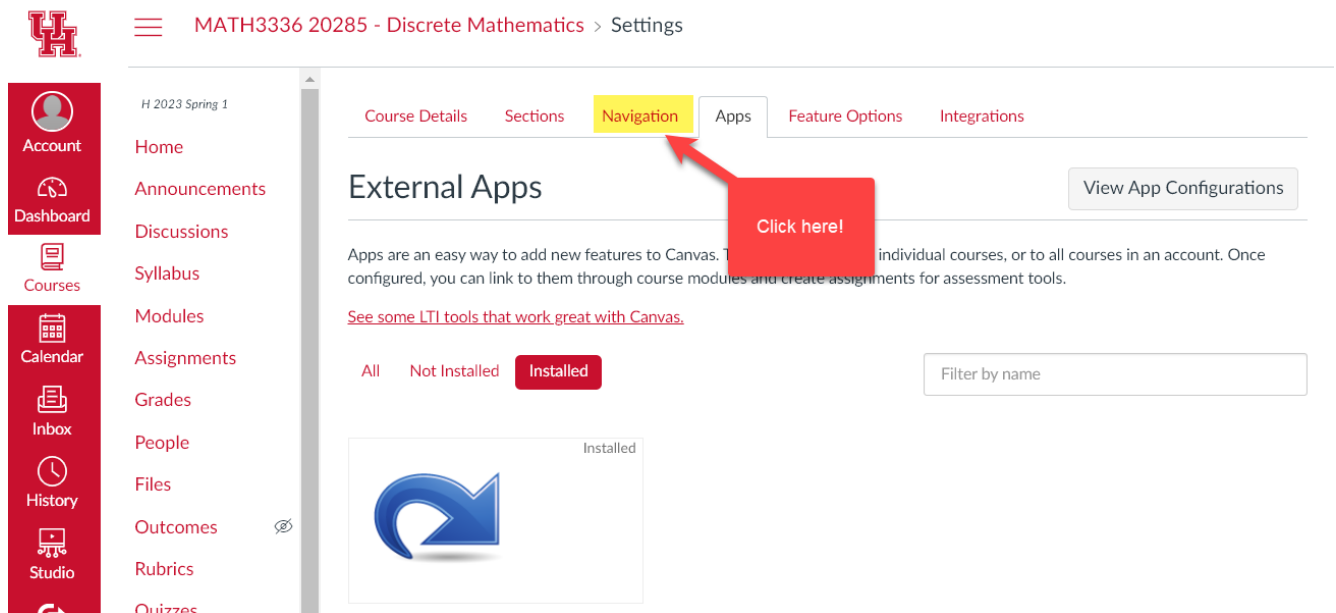 UH
MATH3336 20285 - Discrete Mathematics > Settings
Account
Dashboard
Courses
Calendar
Inbox
History
Studio
H 2023 Spring 1
Home
Announcements
Discussions
Syllabus
Modules
Assignments
Grades
People
Files
Outcomes
Rubrics
Quizzes
Course Details Sections Navigation Apps Feature Options Integrations
External Apps
View App Configurations
Click here!
Apps are an easy way to add new features to Canvas. individual courses, or to all courses in an account. Once
configured, you can link to them through course modules and create assignments for assessment tools.
See some LTI tools that work great with Canvas.
All Not Installed Installed
Filter by name
Installed